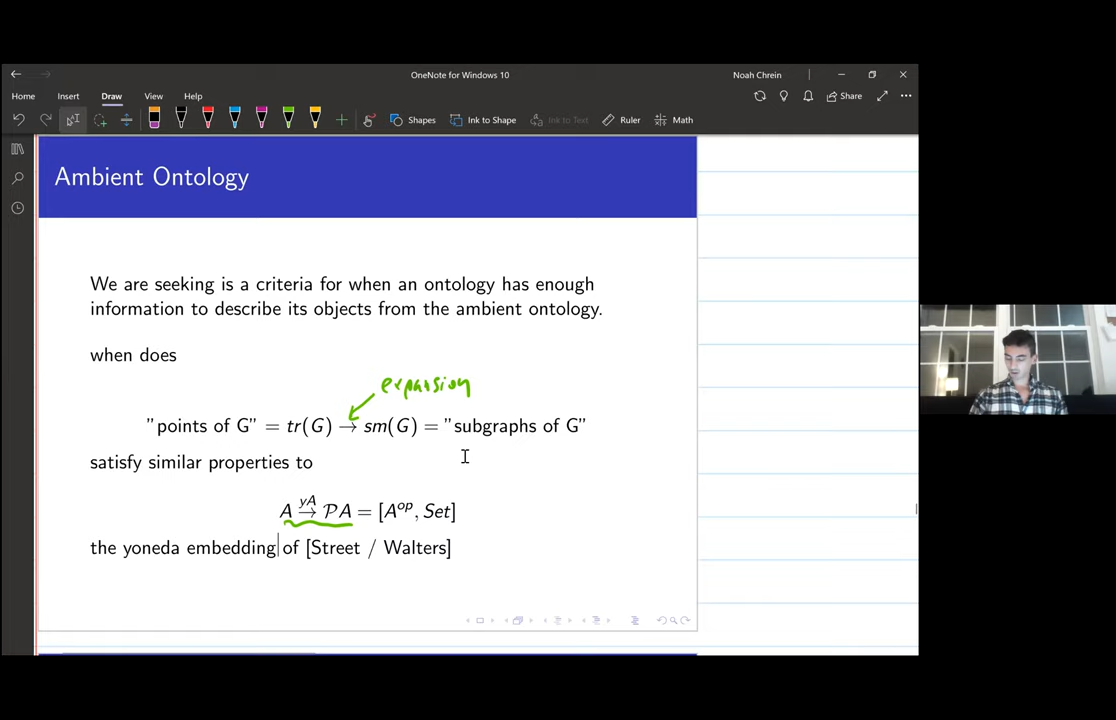 OneNote for Windows 10
Noah Chrein
Home Insert Draw View Help
Share
Shapes
Ink to Shape
Ink to Text
Ruler
Math
Ambient Ontology
We are seeking is a criteria for when an ontology has enough
information to describe its objects from the ambient ontology.
when does
expansion
"points of G" = tr(G) → sm(G) = "subgraphs of G"
satisfy similar properties to
A →^{yA} 𝒫A = [A^{op}, Set]
the yoneda embedding of [Street / Walters]